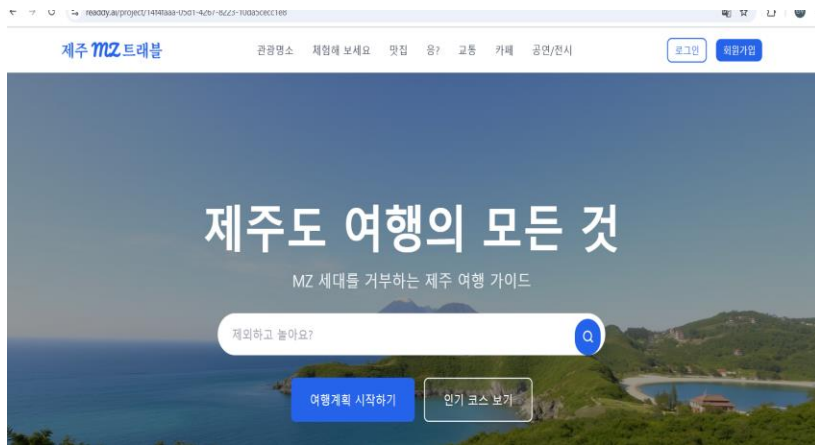 제주 MZ 트래블
관광명소 체험해 보세요 맛집 응? 교통 카페 공연/전시
로그인 회원가입
제주도 여행의 모든 것
MZ 세대를 거부하는 제주 여행 가이드
제외하고 놀아요?
여행계획 시작하기 인기 코스 보기